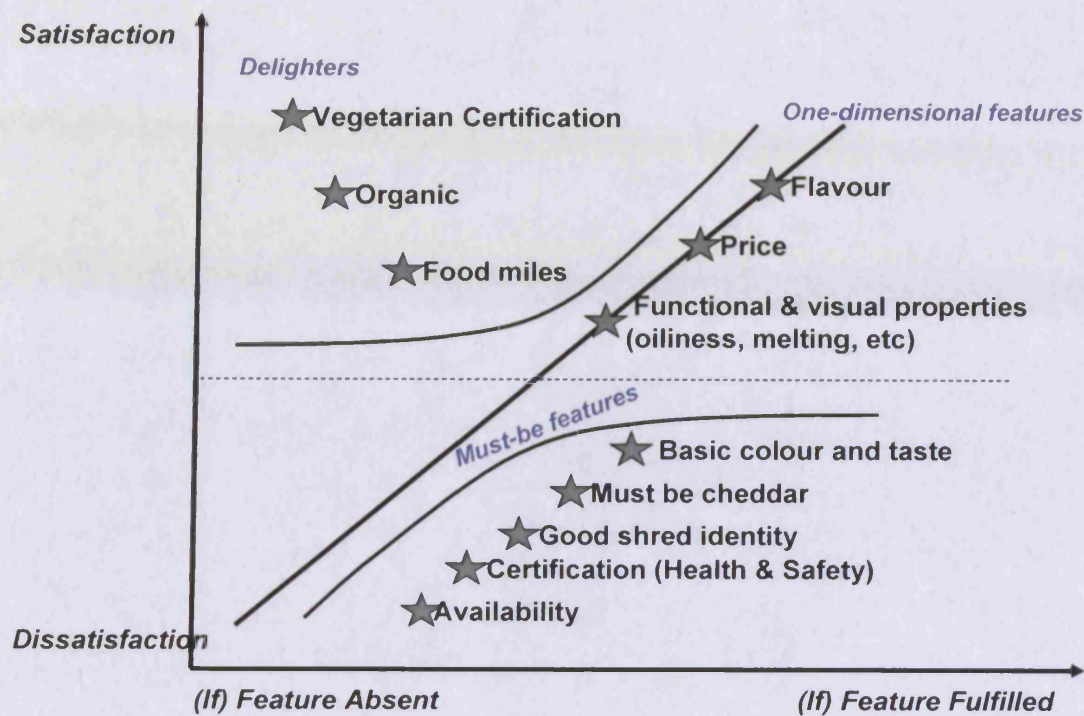 Satisfaction
Delighters
Vegetarian Certification
One-dimensional features
Organic
Flavour
Price
Food miles
Functional & visual properties
(oiliness, melting, etc)
Must-be features
Basic colour and taste
Must be cheddar
Good shred identity
Certification (Health & Safety)
Availability
Dissatisfaction
(If) Feature Absent
(If) Feature Fulfilled